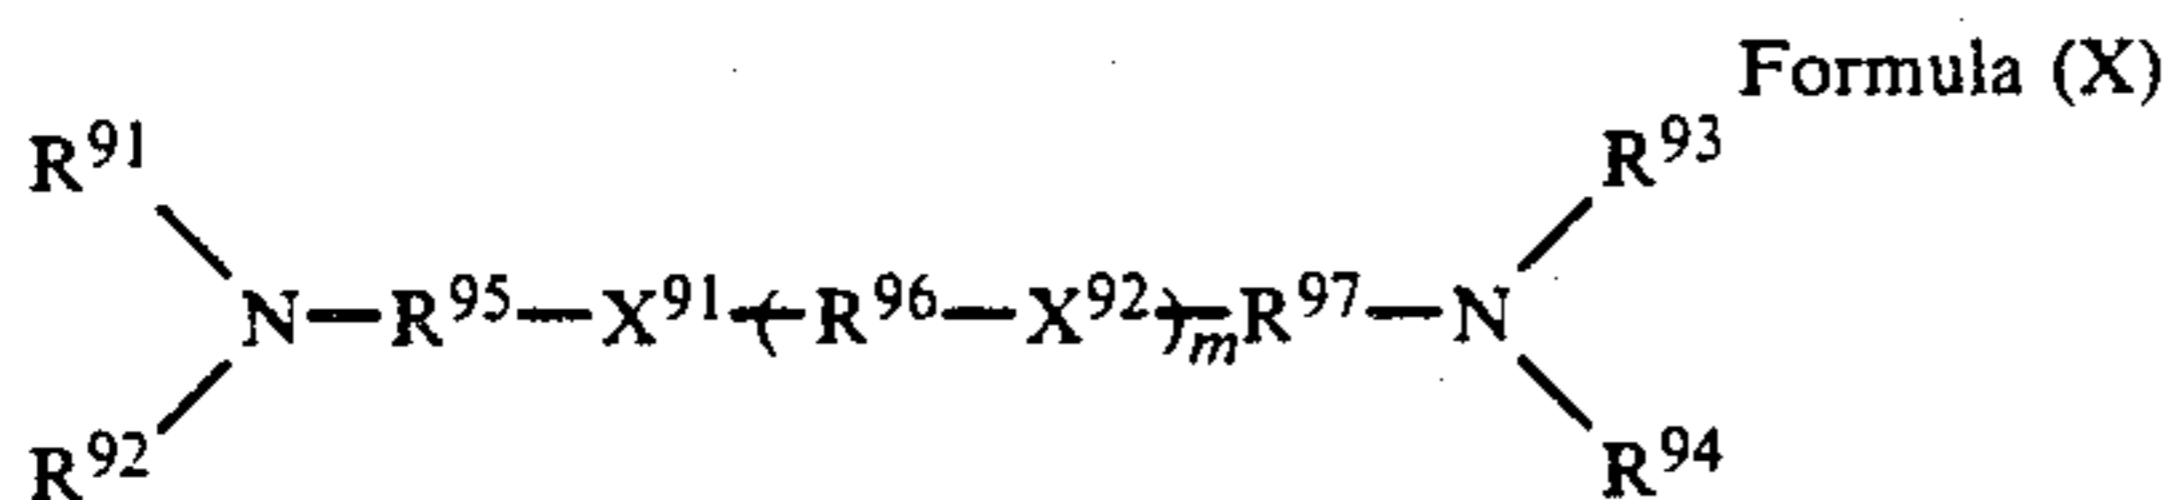 Formula (X)
R91 R93
N—R95—X91—(R96—X92)m—R97—N
R92 R94